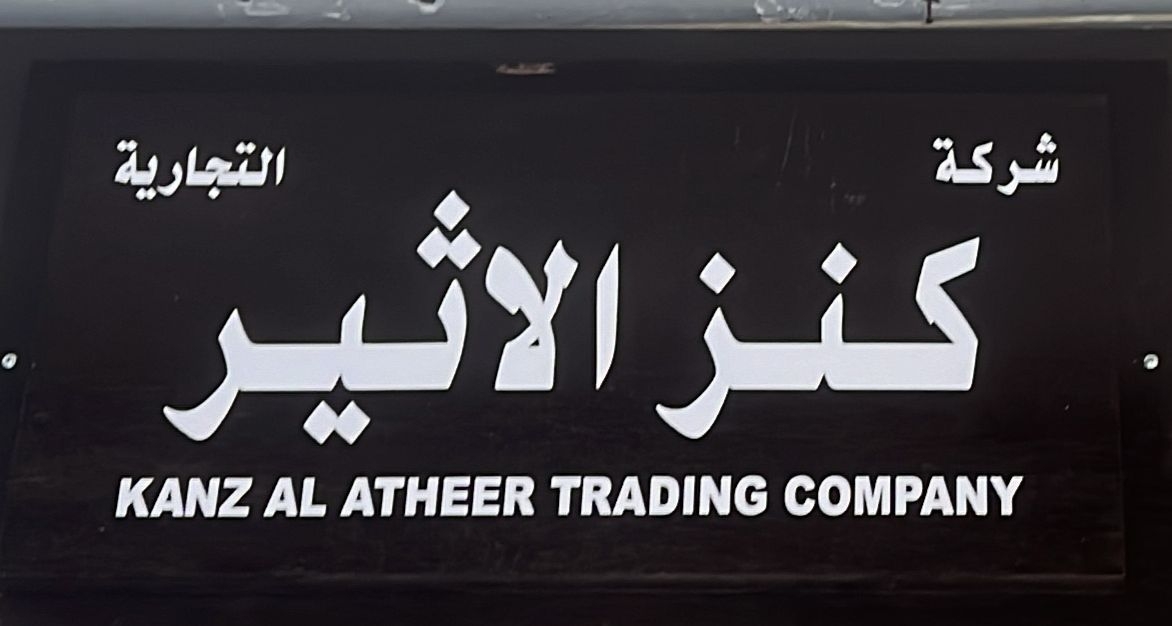 شركة التجارية
كنز الاثير
KANZ AL ATHEER TRADING COMPANY